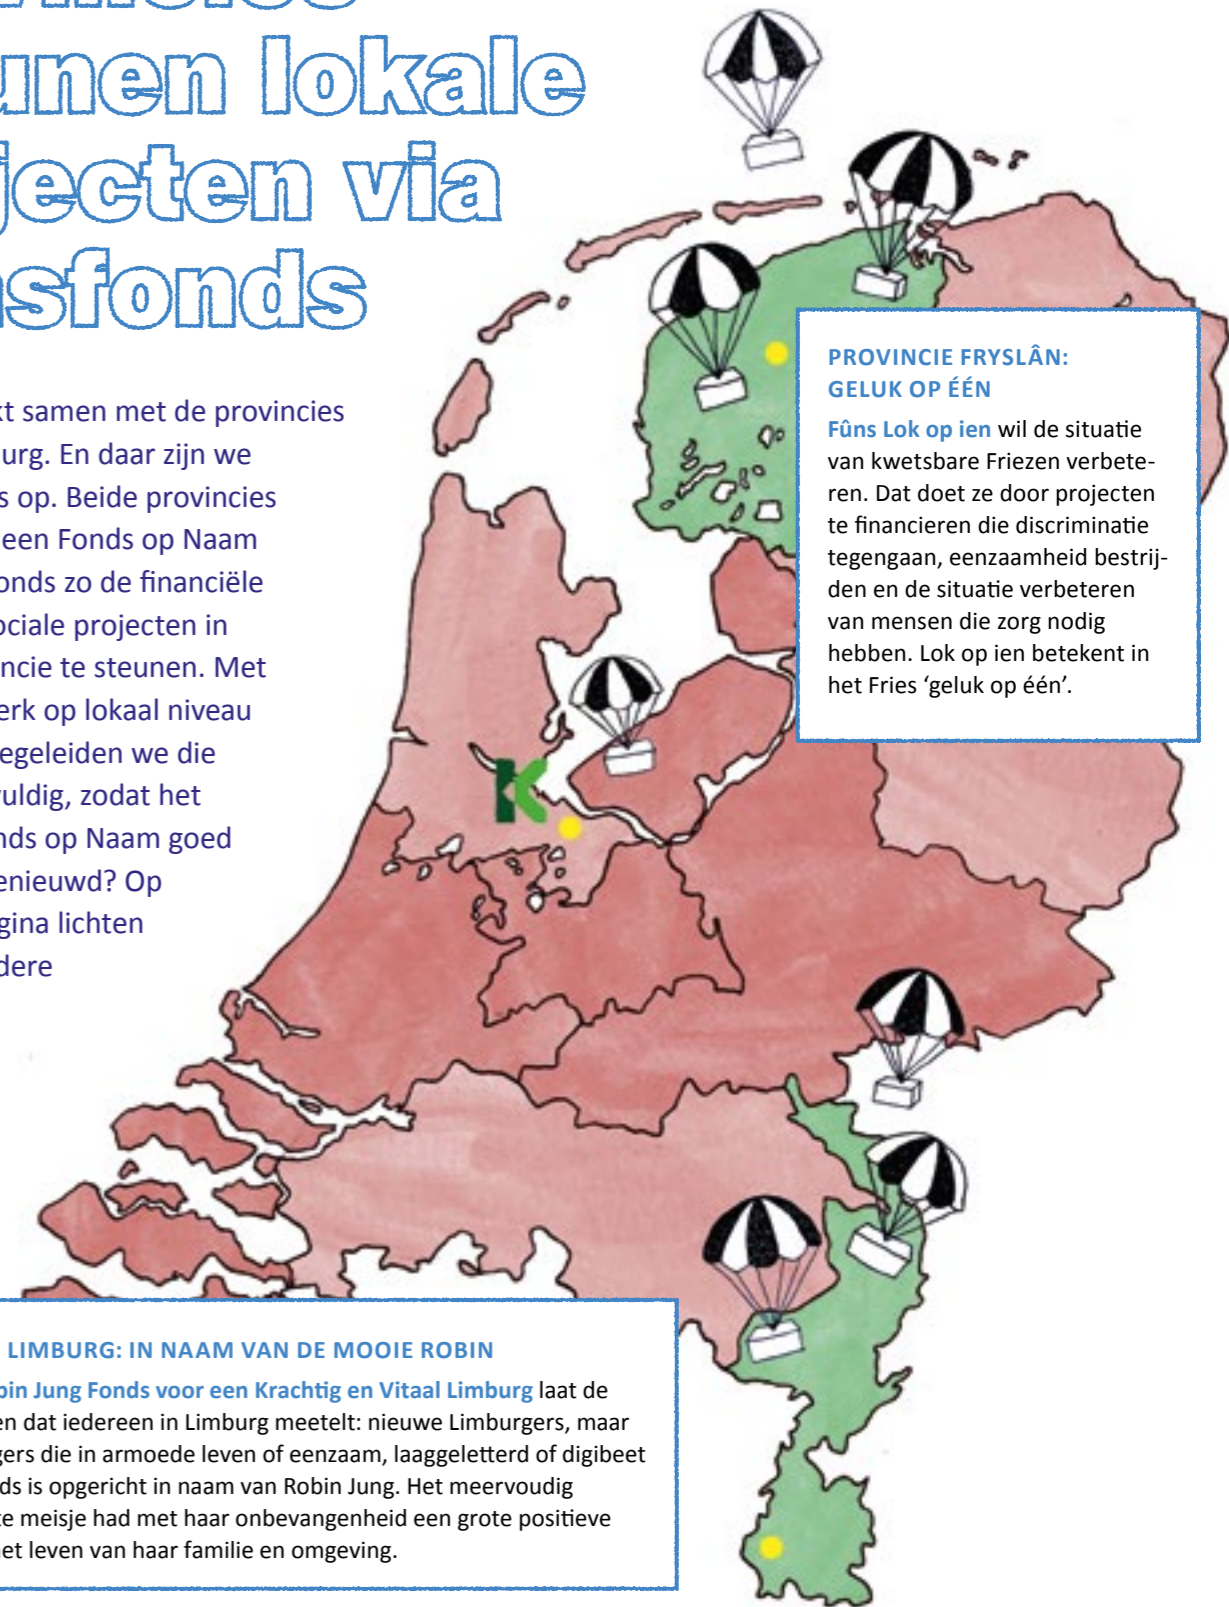 unen lokale
jecten via
sfonds
samen met de provincies
urg. En daar zijn we
s op. Beide provincies
een Fonds op Naam
onds zo de financiële
ociale projecten in
ncie te steunen. Met
erk op lokaal niveau
egeleiden we die
uldig, zodat het
nds op Naam goed
enieuwd? Op
gina lichten
dere
PROVINCIE FRYSLÂN:
GELUK OP ÉÉN
Fûns Lok op ien wil de situatie
van kwetsbare Friezen verbete-
ren. Dat doet ze door projecten
te financieren die discriminatie
tegengaan, eenzaamheid bestrij-
den en de situatie verbeteren
van mensen die zorg nodig
hebben. Lok op ien betekent in
het Fries ‘geluk op één’.
K
LIMBURG: IN NAAM VAN DE MOOIE ROBIN
bin Jung Fonds voor een Krachtig en Vitaal Limburg laat de
en dat iedereen in Limburg meetelt: nieuwe Limburgers, maar
gers die in armoede leven of eenzaam, laaggeletterd of digibeet
ds is opgericht in naam van Robin Jung. Het meervoudig
te meisje had met haar onbevangenheid een grote positieve
het leven van haar familie en omgeving.